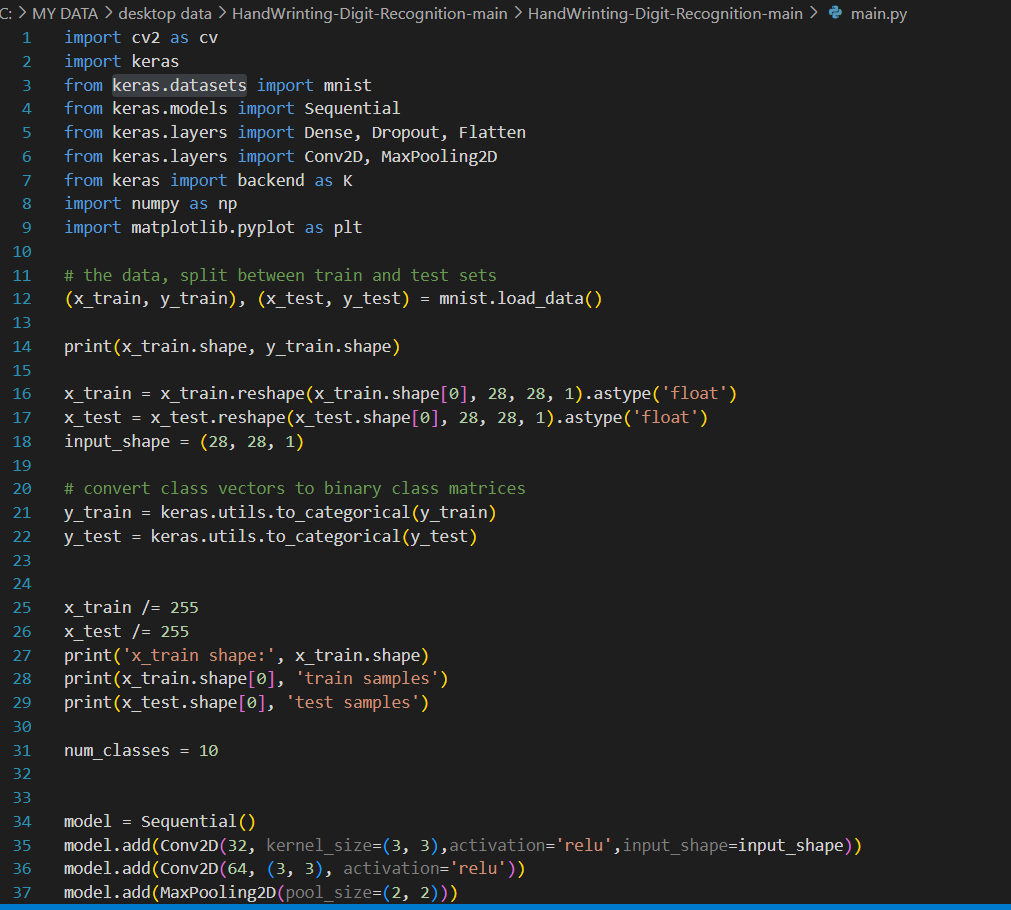 C: > MY DATA > desktop data > HandWrinting-Digit-Recognition-main > HandWrinting-Digit-Recognition-main > main.py
1 import cv2 as cv
2 import keras
3 from keras.datasets import mnist
4 from keras.models import Sequential
5 from keras.layers import Dense, Dropout, Flatten
6 from keras.layers import Conv2D, MaxPooling2D
7 from keras import backend as K
8 import numpy as np
9 import matplotlib.pyplot as plt
10
11 # the data, split between train and test sets
12 (x_train, y_train), (x_test, y_test) = mnist.load_data()
13
14 print(x_train.shape, y_train.shape)
15
16 x_train = x_train.reshape(x_train.shape[0], 28, 28, 1).astype('float')
17 x_test = x_test.reshape(x_test.shape[0], 28, 28, 1).astype('float')
18 input_shape = (28, 28, 1)
19
20 # convert class vectors to binary class matrices
21 y_train = keras.utils.to_categorical(y_train)
22 y_test = keras.utils.to_categorical(y_test)
23
24
25 x_train /= 255
26 x_test /= 255
27 print('x_train shape:', x_train.shape)
28 print(x_train.shape[0], 'train samples')
29 print(x_test.shape[0], 'test samples')
30
31 num_classes = 10
32
33
34 model = Sequential()
35 model.add(Conv2D(32, kernel_size=(3, 3),activation='relu',input_shape=input_shape))
36 model.add(Conv2D(64, (3, 3), activation='relu'))
37 model.add(MaxPooling2D(pool_size=(2, 2)))